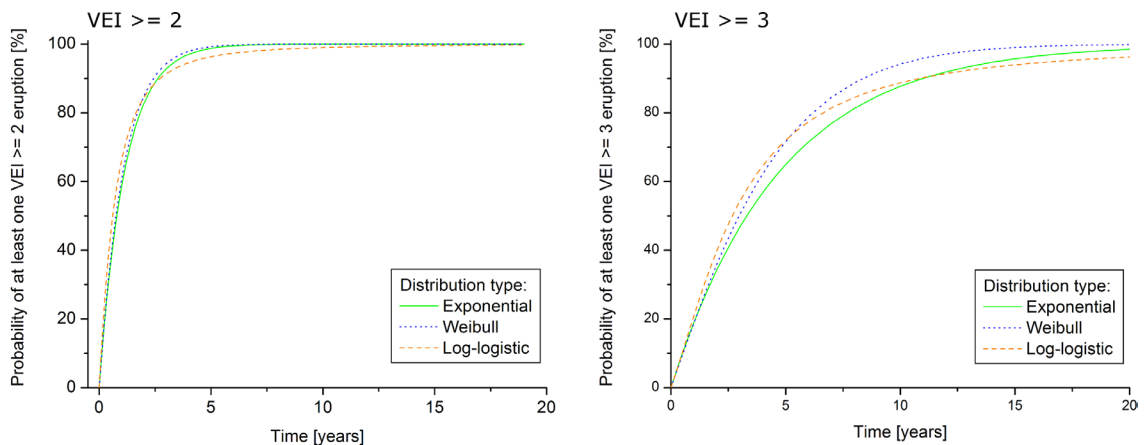 VEI >= 2
Probability of at least one VEI >= 2 eruption [%]
100
80
60
40
20
0
Distribution type:
Exponential
Weibull
Log-logistic
0
5
10
15
20
Time [years]
VEI >= 3
Probability of at least one VEI >= 3 eruption [%]
100
80
60
40
20
0
Distribution type:
Exponential
Weibull
Log-logistic
0
5
10
15
20
Time [years]